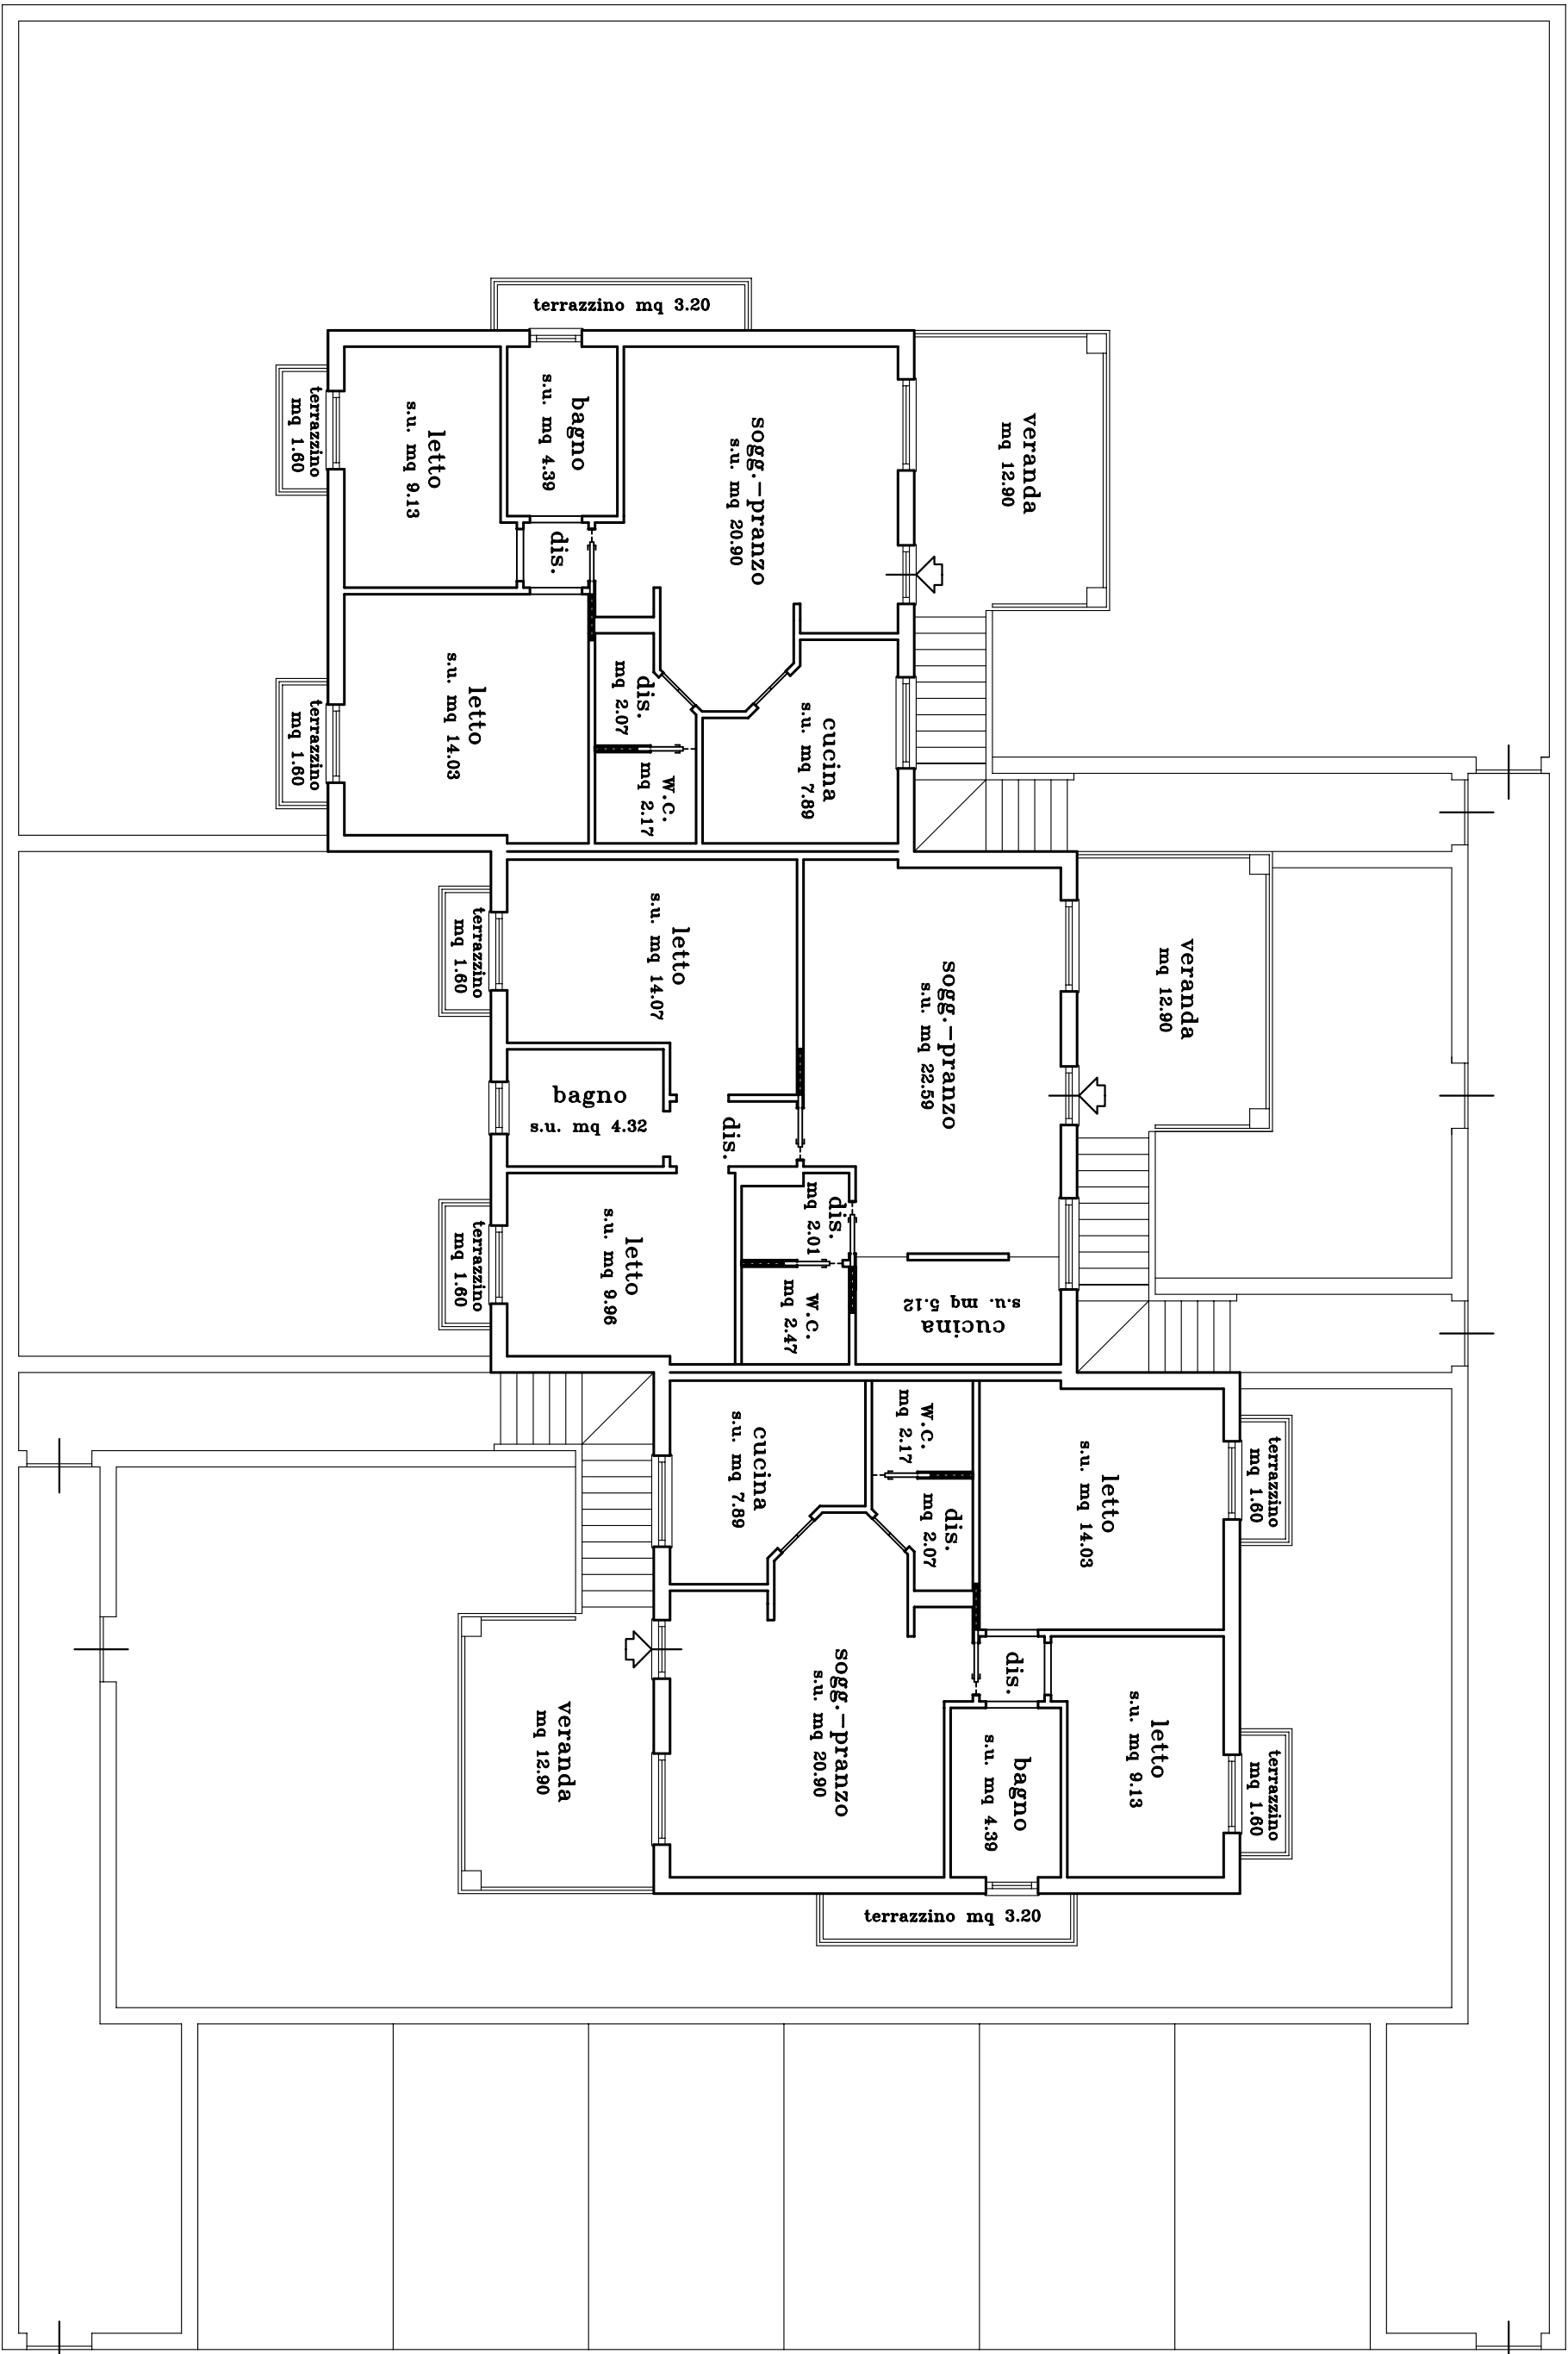 terrazzino mq 3.20
terrazzino
mq 1.60
letto
s.u. mq 9.13
bagno
s.u. mq 4.39
sogg.-pranzo
s.u. mq 20.90
veranda
mq 12.90
dis.
terrazzino
mq 1.60
letto
s.u. mq 14.03
dis.
mq 2.07
w.c.
mq 2.17
cucina
s.u. mq 7.89
terrazzino
mq 1.60
letto
s.u. mq 14.07
sogg.-pranzo
s.u. mq 22.59
veranda
mq 12.90
bagno
s.u. mq 4.32
dis.
terrazzino
mq 1.60
letto
s.u. mq 9.96
dis.
mq 2.01
w.c.
mq 2.47
cucina
s.u. mq 5.12
cucina
s.u. mq 7.89
w.c.
mq 2.17
dis.
mq 2.07
letto
s.u. mq 14.03
terrazzino
mq 1.60
veranda
mq 12.90
sogg.-pranzo
s.u. mq 20.90
dis.
bagno
s.u. mq 4.39
letto
s.u. mq 9.13
terrazzino
mq 1.60
terrazzino mq 3.20